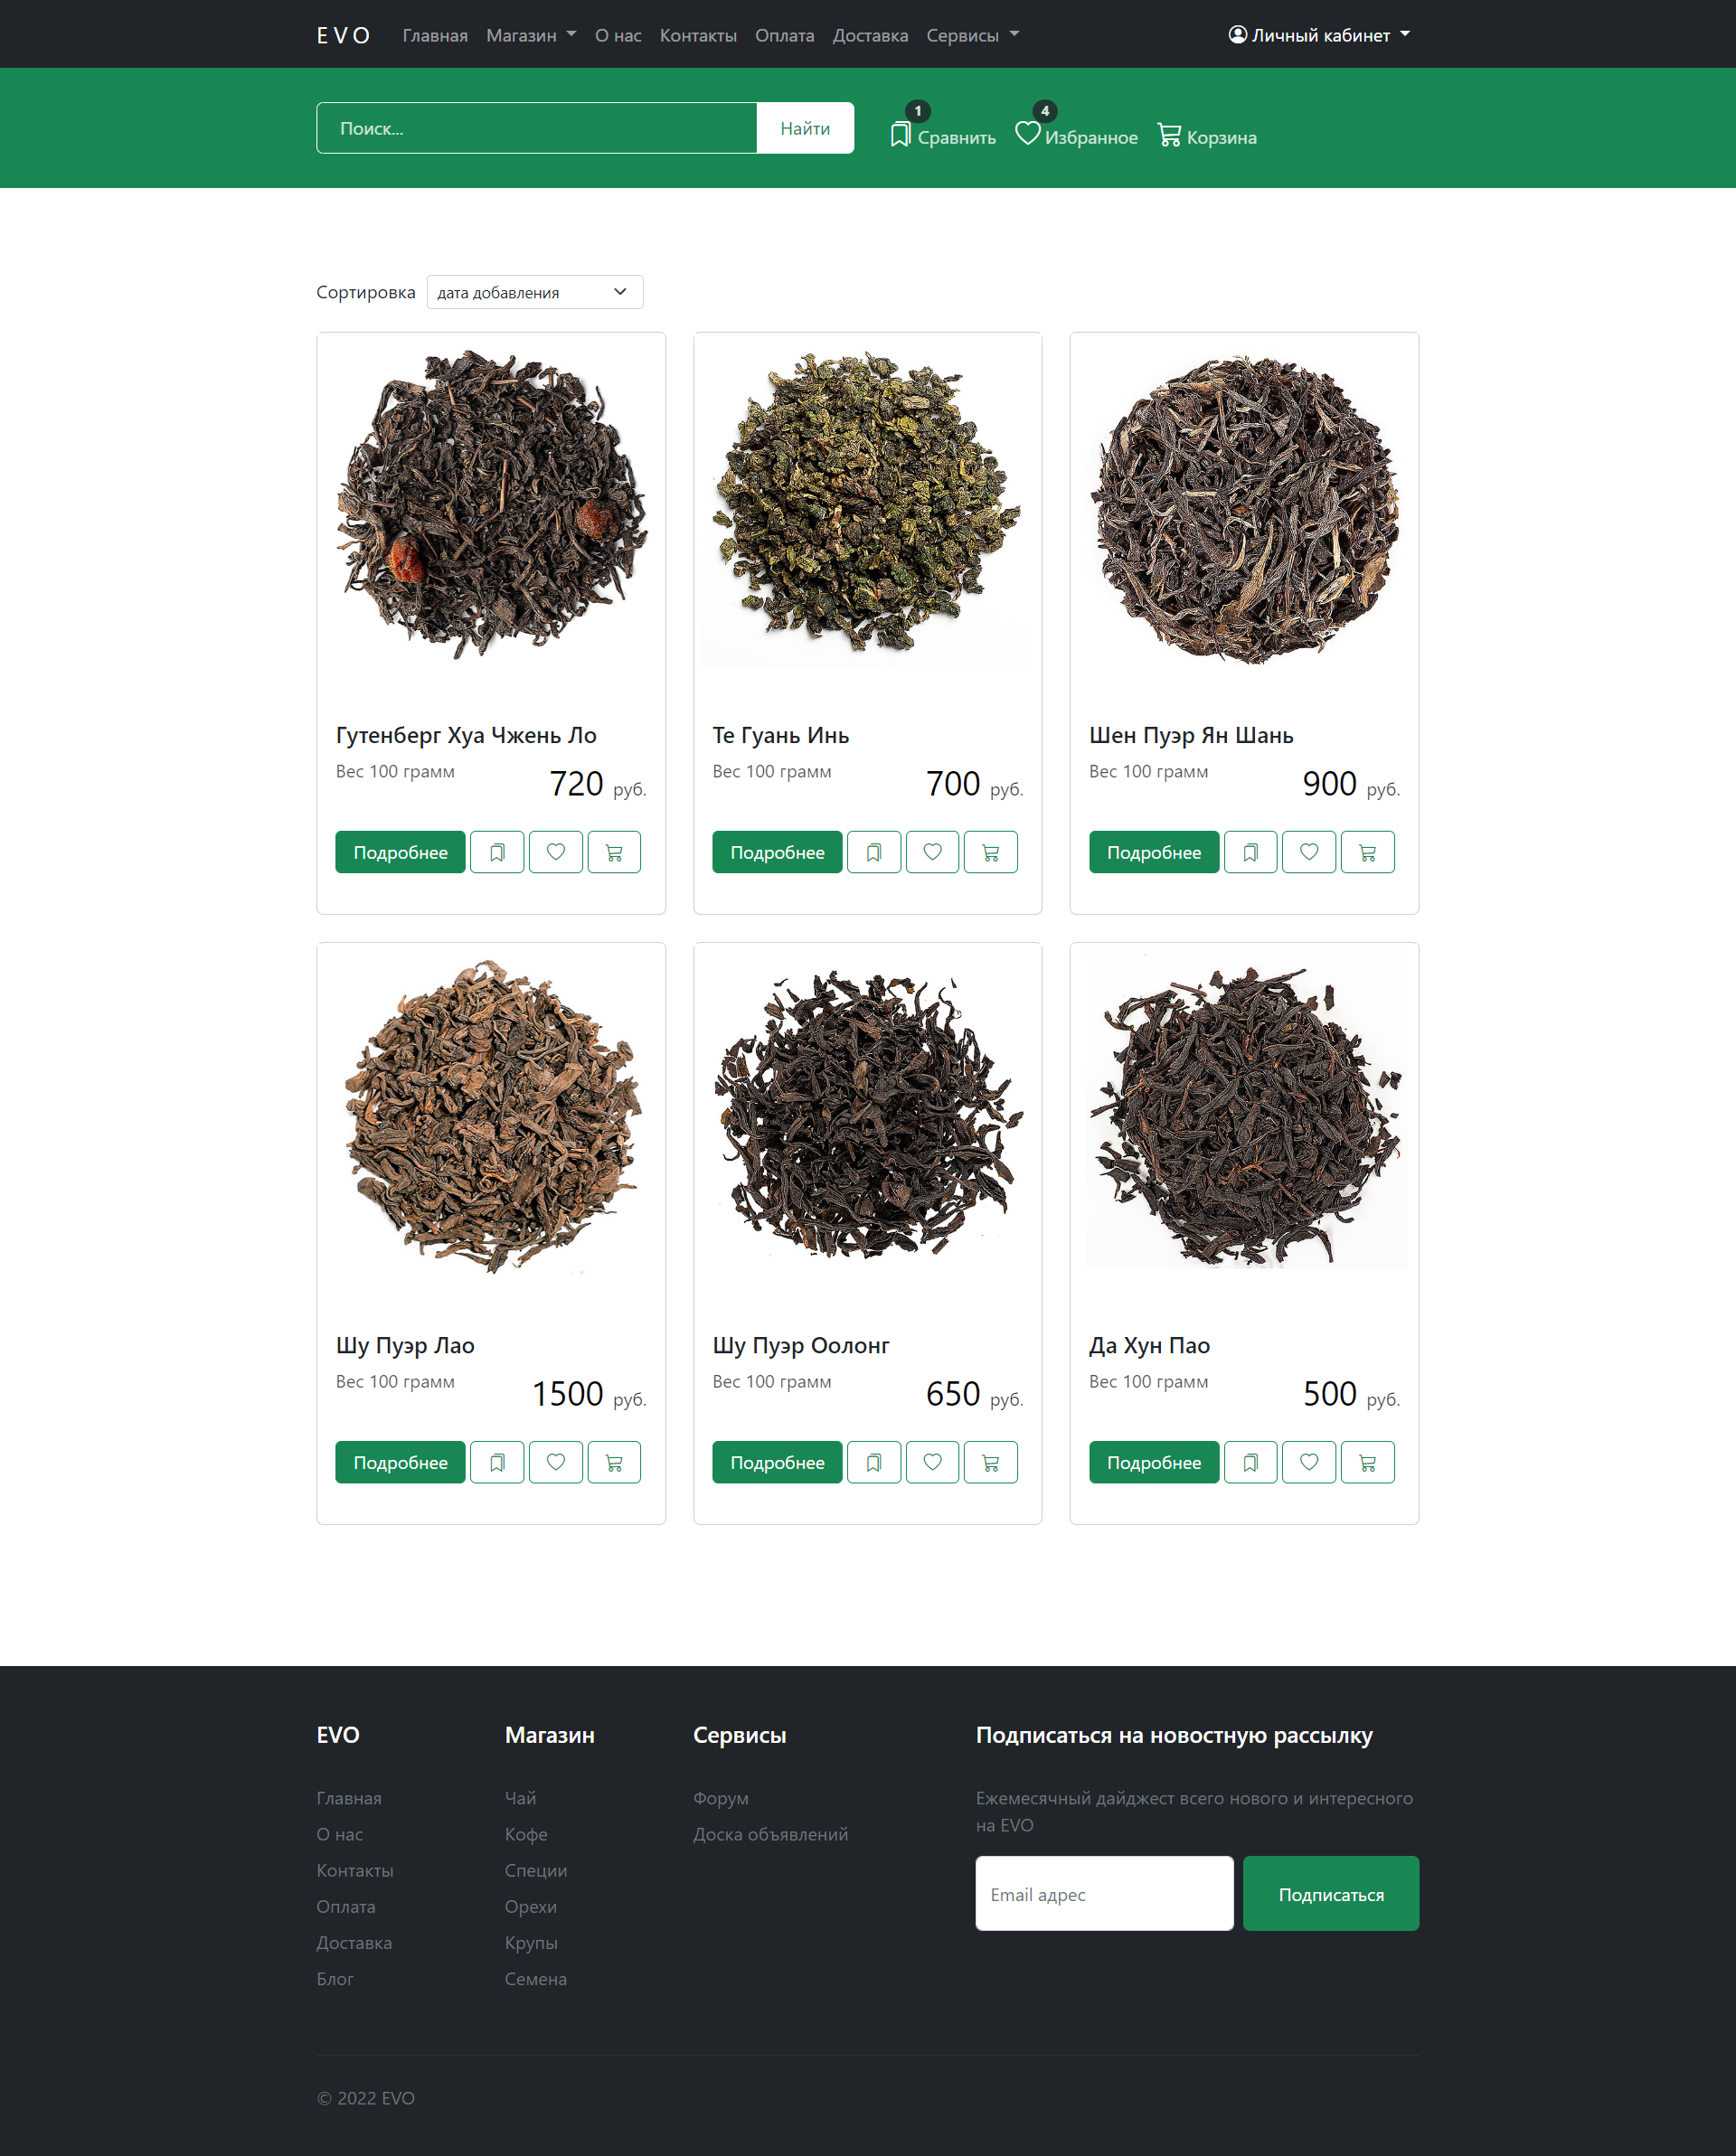 EVO Главная Магазин О нас Контакты Оплата Доставка Сервисы Личный кабинет
Поиск... Найти 1 Сравнить 4 Избранное Корзина
Сортировка дата добавления
Гутенберг Хуа Чжень Ло
Вес 100 грамм 720 руб.
Подробнее
Те Гуань Инь
Вес 100 грамм 700 руб.
Подробнее
Шен Пуэр Ян Шань
Вес 100 грамм 900 руб.
Подробнее
Шу Пуэр Лао
Вес 100 грамм 1500 руб.
Подробнее
Шу Пуэр Оолонг
Вес 100 грамм 650 руб.
Подробнее
Да Хун Пао
Вес 100 грамм 500 руб.
Подробнее
EVO
Главная
О нас
Контакты
Оплата
Доставка
Блог
Магазин
Чай
Кофе
Специи
Орехи
Крупы
Семена
Сервисы
Форум
Доска объявлений
Подписаться на новостную рассылку
Ежемесячный дайджест всего нового и интересного
на EVO
Email адрес Подписаться
© 2022 EVO